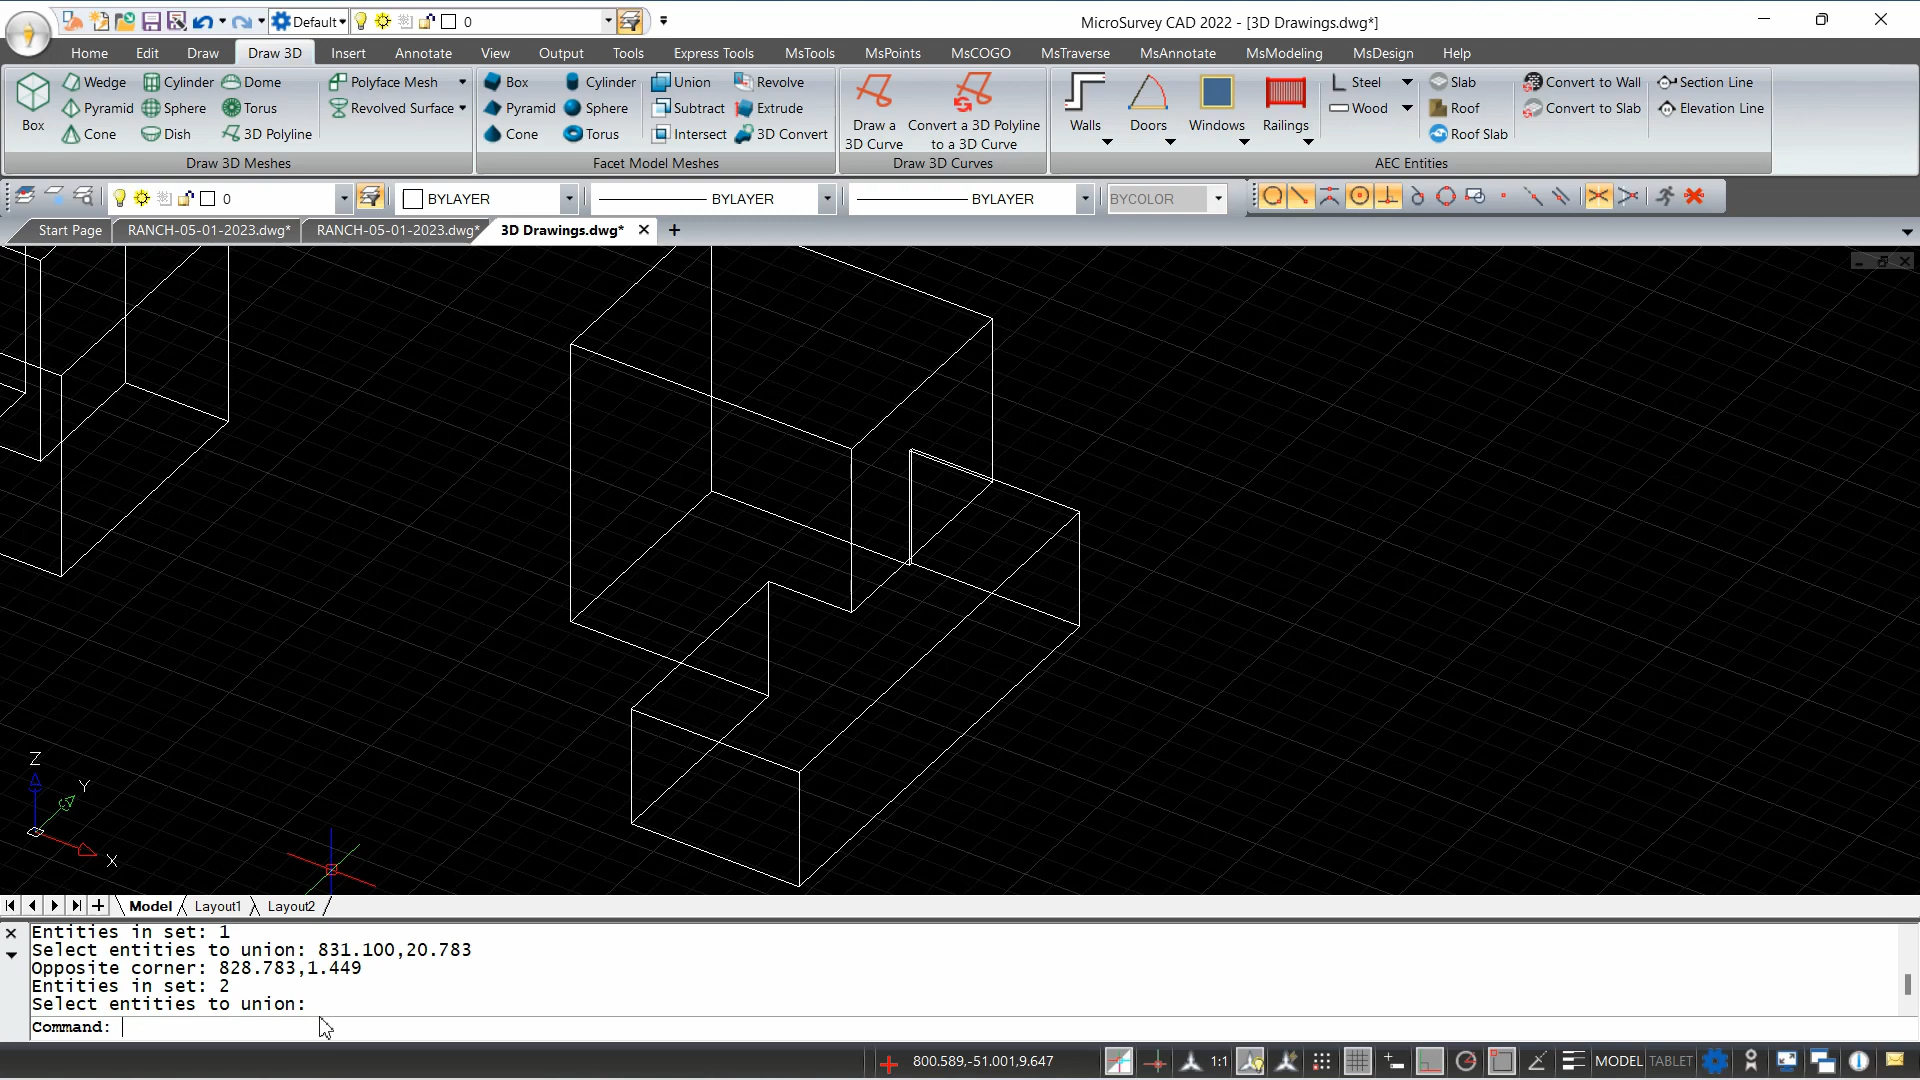 Default
0
MicroSurvey CAD 2022 - [3D Drawings.dwg*]
Home Edit Draw Draw 3D Insert Annotate View Output Tools Express Tools MsTools MsPoints MsCOGO MsTraverse MsAnnotate MsModeling MsDesign Help
Box
Wedge Cylinder Dome
Pyramid Sphere Torus
Cone Dish 3D Polyline
Polyface Mesh
Revolved Surface
Draw 3D Meshes
Box Cylinder Union Revolve
Pyramid Sphere Subtract Extrude
Cone Torus Intersect 3D Convert
Facet Model Meshes
Draw a
3D Curve
Convert a 3D Polyline
to a 3D Curve
Draw 3D Curves
Walls Doors Windows Railings
Steel
Wood
Slab
Roof
Roof Slab
Convert to Wall
Convert to Slab
Section Line
Elevation Line
AEC Entities
0 BYLAYER BYLAYER BYLAYER BYCOLOR
Start Page RANCH-05-01-2023.dwg* RANCH-05-01-2023.dwg* 3D Drawings.dwg*
Z
Y
X
Model Layout1 Layout2
Entities in set: 1
Select entities to union: 831.100,20.783
Opposite corner: 828.783,1.449
Entities in set: 2
Select entities to union:
Command:
800.589,-51.001,9.647 1:1 MODEL TABLET